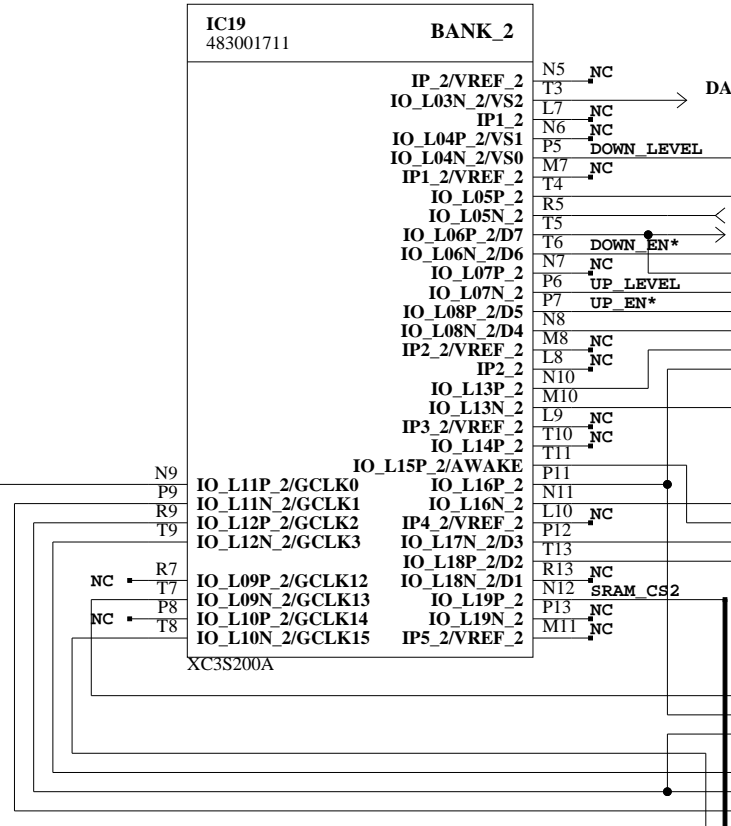 IC19
483001711
BANK_2
IP_2/VREF_2 N5 NC
IO_L03N_2/VS2 T3 DA
IP1_2 L7 NC
IO_L04P_2/VS1 N6 NC
IO_L04N_2/VS0 P5 DOWN_LEVEL
IP1_2/VREF_2 M7 NC
IO_L05P_2 T4
IO_L05N_2 R5
IO_L06P_2/D7 T5
IO_L06N_2/D6 T6 DOWN_EN*
IO_L07P_2 N7 NC
IO_L07N_2 P6 UP_LEVEL
IO_L08P_2/D5 P7 UP_EN*
IO_L08N_2/D4 N8
IP2_2/VREF_2 M8 NC
IP2_2 L8 NC
IO_L13P_2 N10
IO_L13N_2 M10
IP3_2/VREF_2 L9 NC
IO_L14P_2 T10 NC
IO_L15P_2/AWAKE T11
N9 IO_L11P_2/GCLK0 IO_L16P_2 P11
P9 IO_L11N_2/GCLK1 IO_L16N_2 N11
R9 IO_L12P_2/GCLK2 IP4_2/VREF_2 L10 NC
T9 IO_L12N_2/GCLK3 IO_L17N_2/D3 P12
IO_L18P_2/D2 T13
NC R7 IO_L09P_2/GCLK12 IO_L18N_2/D1 R13 NC
T7 IO_L09N_2/GCLK13 IO_L19P_2 N12 SRAM_CS2
NC P8 IO_L10P_2/GCLK14 IO_L19N_2 P13 NC
T8 IO_L10N_2/GCLK15 IP5_2/VREF_2 M11 NC
XC3S200A